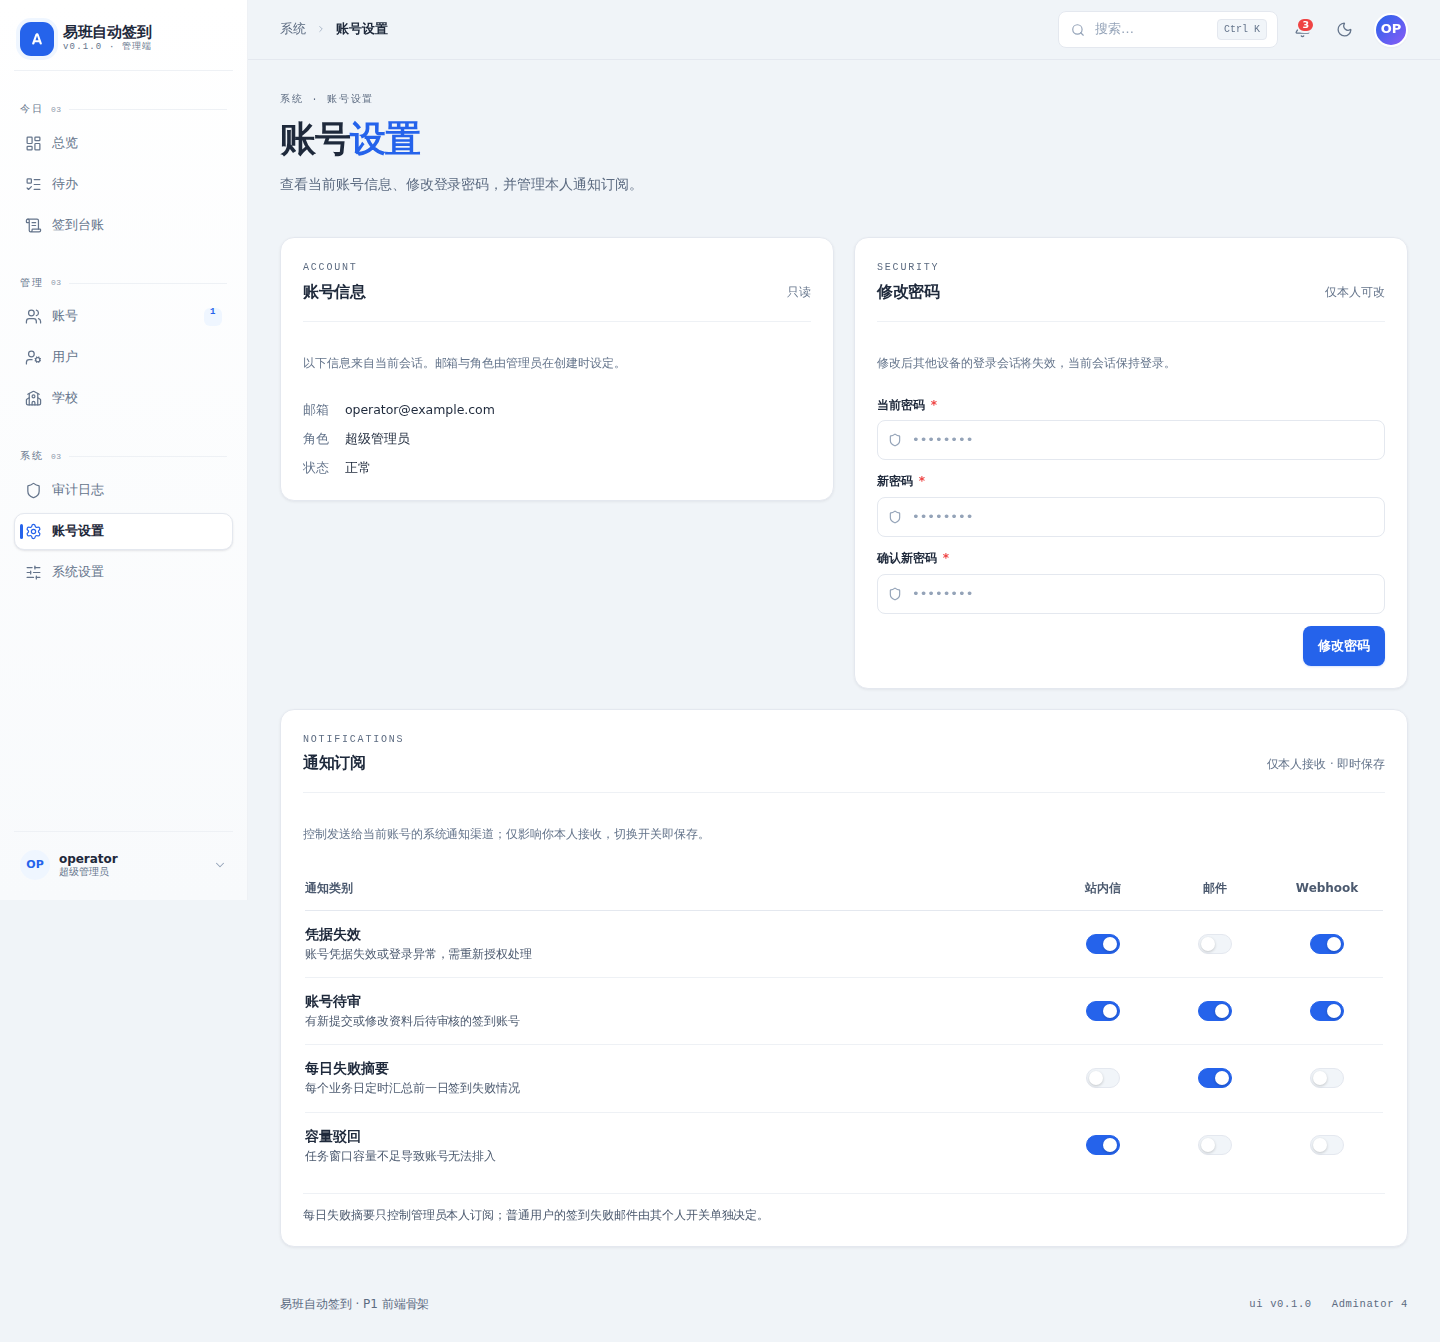 A
易班自动签到
v0.1.0 · 管理端
今日 03
总览
待办
签到台账
管理 03
账号 1
用户
学校
系统 03
审计日志
账号设置
系统设置
OP
operator
超级管理员
系统 › 账号设置
搜索… Ctrl K
3
OP
系统 · 账号设置
账号设置
查看当前账号信息、修改登录密码，并管理本人通知订阅。
ACCOUNT
账号信息 只读
以下信息来自当前会话。邮箱与角色由管理员在创建时设定。
邮箱 operator@example.com
角色 超级管理员
状态 正常
SECURITY
修改密码 仅本人可改
修改后其他设备的登录会话将失效，当前会话保持登录。
当前密码 *
••••••••
新密码 *
••••••••
确认新密码 *
••••••••
修改密码
NOTIFICATIONS
通知订阅 仅本人接收 · 即时保存
控制发送给当前账号的系统通知渠道；仅影响你本人接收，切换开关即保存。
通知类别 站内信 邮件 Webhook
凭据失效
账号凭据失效或登录异常，需重新授权处理
账号待审
有新提交或修改资料后待审核的签到账号
每日失败摘要
每个业务日定时汇总前一日签到失败情况
容量驳回
任务窗口容量不足导致账号无法排入
每日失败摘要只控制管理员本人订阅；普通用户的签到失败邮件由其个人开关单独决定。
易班自动签到 · P1 前端骨架
ui v0.1.0 Adminator 4